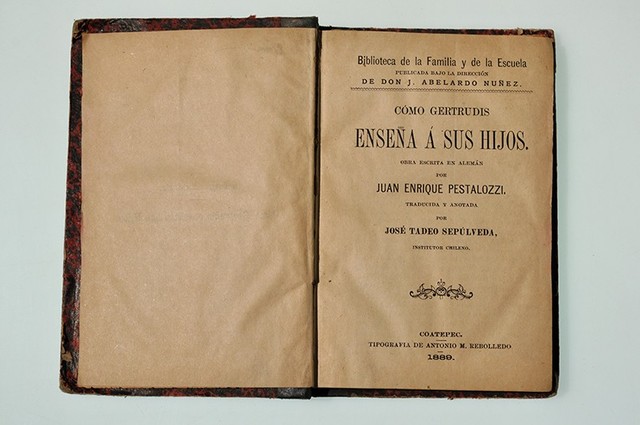 Biblioteca de la Familia y de la Escuela
PUBLICADA BAJO LA DIRECCIÓN
DE DON J. ABELARDO NUÑEZ.
CÓMO GERTRUDIS
ENSEÑA Á SUS HIJOS.
OBRA ESCRITA EN ALEMÁN
POR
JUAN ENRIQUE PESTALOZZI.
TRADUCIDA Y ANOTADA
POR
JOSÉ TADEO SEPÚLVEDA,
INSTITUTOR CHILENO.
COATEPEC.
TIPOGRAFIA DE ANTONIO M. REBOLLEDO
1889.